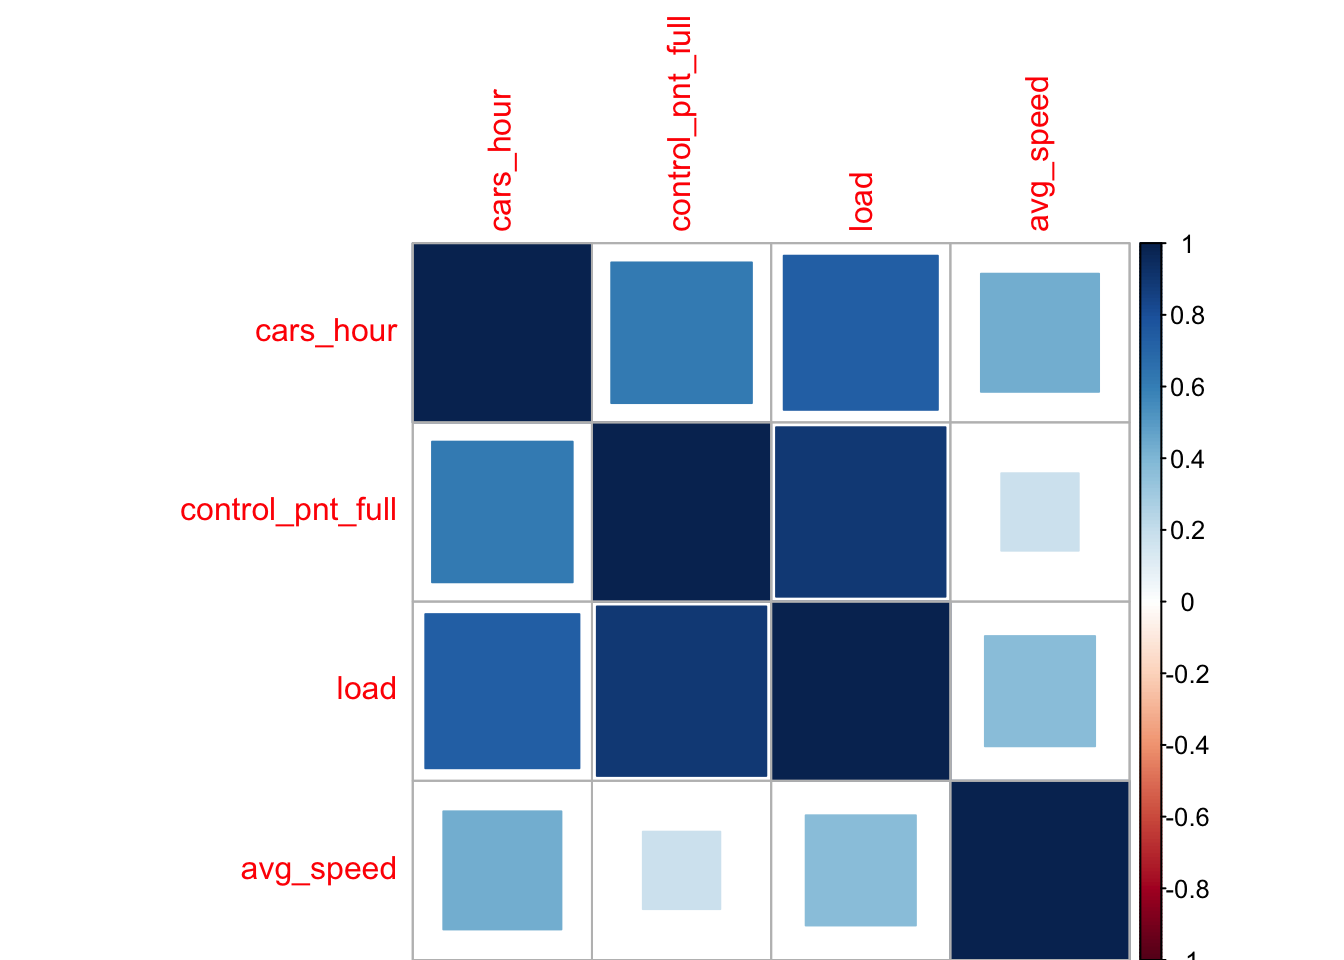 cars_hour
control_pnt_full
load
avg_speed
cars_hour
control_pnt_full
load
avg_speed
1
0.8
0.6
0.4
0.2
0
-0.2
-0.4
-0.6
-0.8
-1